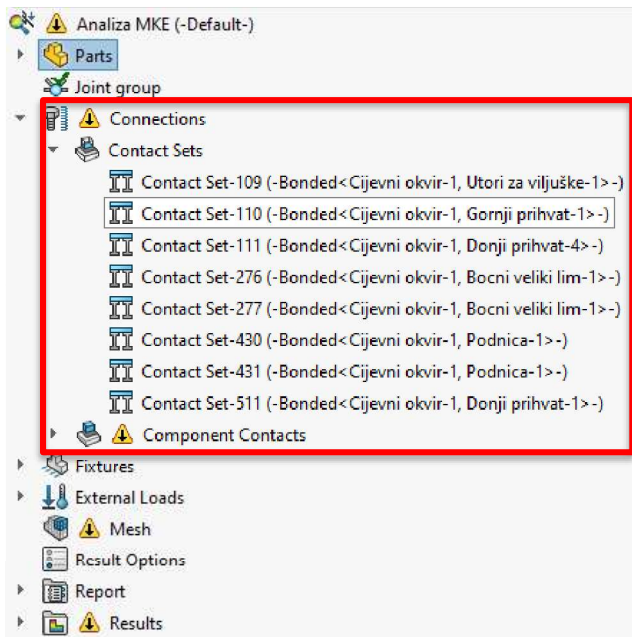 Analiza MKE (-Default-)
Parts
Joint group
Connections
Contact Sets
Contact Set-109 (-Bonded<Cijevni okvir-1, Utori za viljuške-1>-)
Contact Set-110 (-Bonded<Cijevni okvir-1, Gornji prihvat-1>-)
Contact Set-111 (-Bonded<Cijevni okvir-1, Donji prihvat-4>-)
Contact Set-276 (-Bonded<Cijevni okvir-1, Bocni veliki lim-1>-)
Contact Set-277 (-Bonded<Cijevni okvir-1, Bocni veliki lim-1>-)
Contact Set-430 (-Bonded<Cijevni okvir-1, Podnica-1>-)
Contact Set-431 (-Bonded<Cijevni okvir-1, Podnica-1>-)
Contact Set-511 (-Bonded<Cijevni okvir-1, Donji prihvat-1>-)
Component Contacts
Fixtures
External Loads
Mesh
Result Options
Report
Results